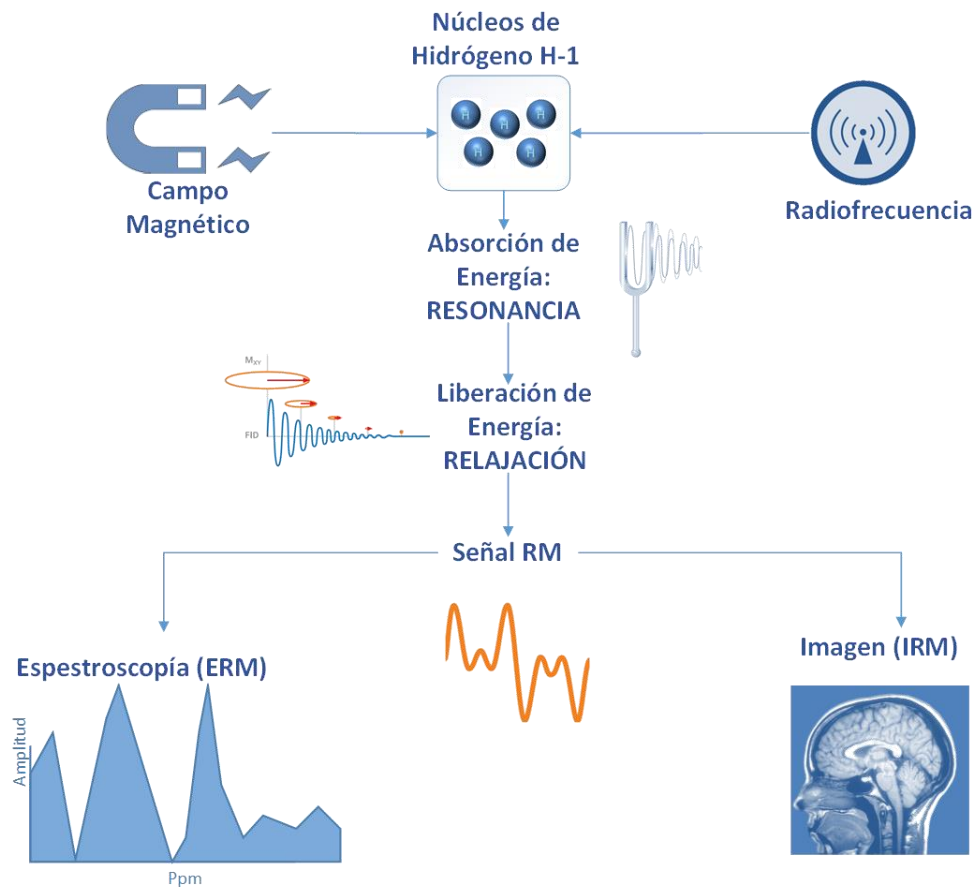 Núcleos de
Hidrógeno H-1
H
H
H
H
H
Campo
Magnético
Radiofrecuencia
Absorción de
Energía:
RESONANCIA
MXY
FID
Liberación de
Energía:
RELAJACIÓN
Señal RM
Espestroscopía (ERM)
Amplitud
Ppm
Imagen (IRM)